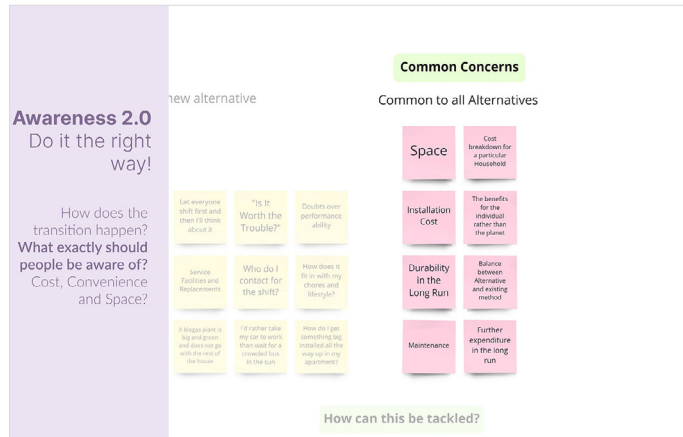 Awareness 2.0
Do it the right
way!
How does the
transition happen?
What exactly should
people be aware of?
Cost, Convenience
and Space?
new alternative
Let everyone
shift first and
then I'll think
about it
"Is It
Worth the
Trouble?"
Doubts over
performance
ability
Service
Facilities and
Replacements
Who do I
contact for
the shift?
How does it
fit in with my
chores and
lifestyle?
A biogas plant is
big and green
and does not go
with the rest of
the house
I'd rather take
my car to work
than wait for a
crowded bus
in the sun
How do I get
something big
installed all the
way up in my
apartment?
Common Concerns
Common to all Alternatives
Space
Cost
breakdown for
a particular
Household
Installation
Cost
The benefits
for the
individual rather
than the
planet
Durability
in the
Long Run
Balance
between
Alternative
and existing
method
Maintenance
Further
expenditure
in the long
run
How can this be tackled?